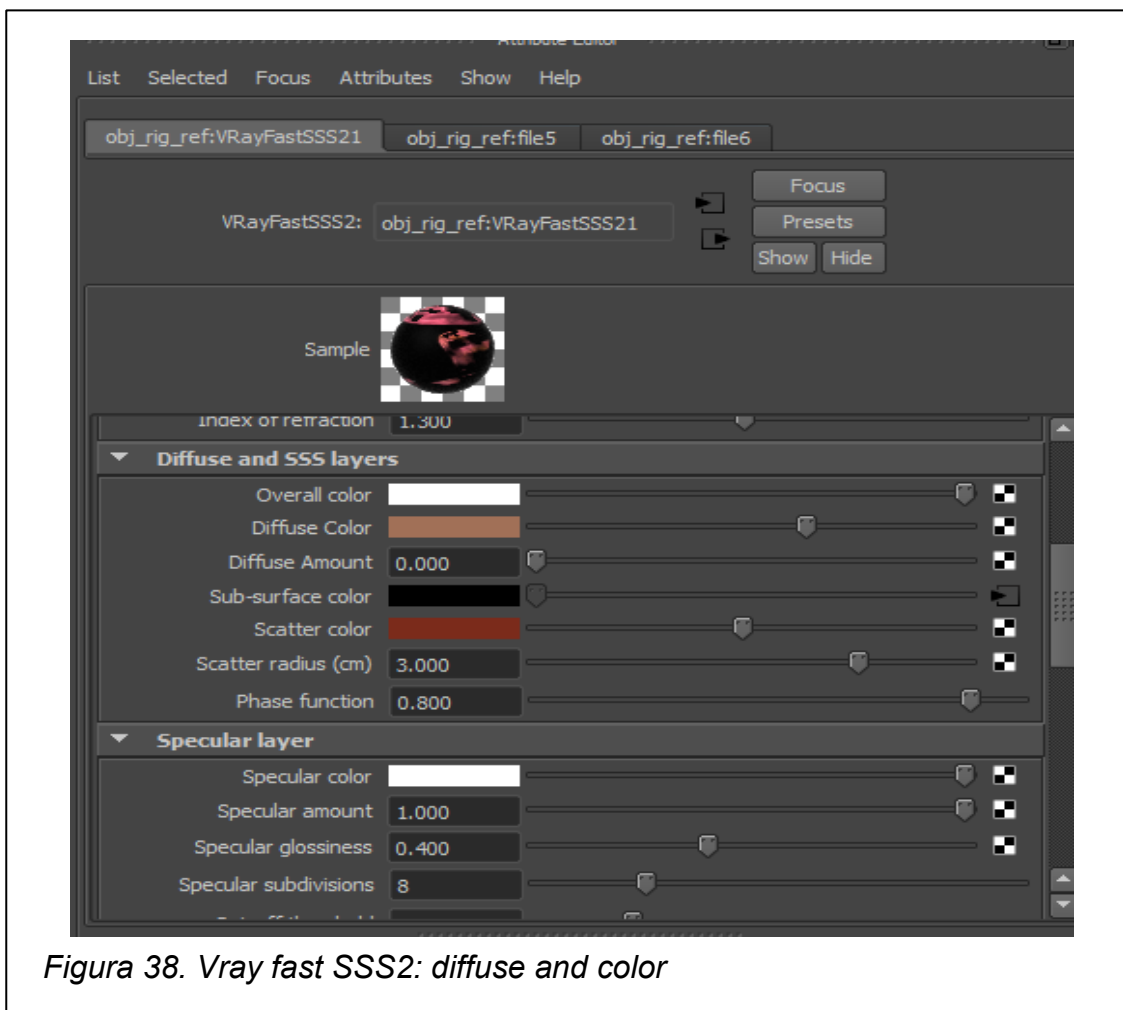 Attribute Editor
List Selected Focus Attributes Show Help
obj_rig_ref:VRayFastSSS21 obj_rig_ref:file5 obj_rig_ref:file6
Focus
VRayFastSSS2: obj_rig_ref:VRayFastSSS21 Presets
Show Hide
Sample
Index of refraction 1.300
Diffuse and SSS layers
Overall color
Diffuse Color
Diffuse Amount 0.000
Sub-surface color
Scatter color
Scatter radius (cm) 3.000
Phase function 0.800
Specular layer
Specular color
Specular amount 1.000
Specular glossiness 0.400
Specular subdivisions 8
Figura 38. Vray fast SSS2: diffuse and color